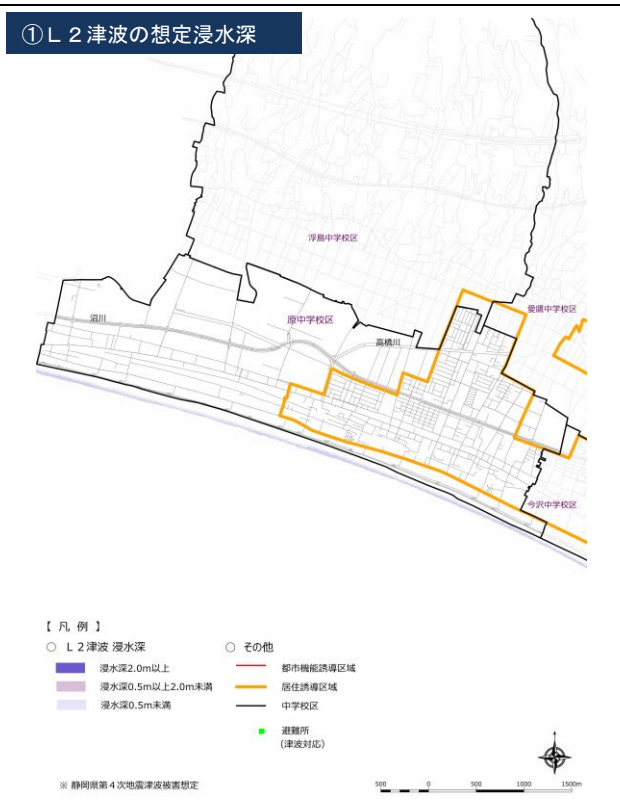 ①Ｌ２津波の想定浸水深
浮島中学校区
愛鷹中学校区
沼川
原中学校区
高橋川
今沢中学校区
【 凡 例 】
○ Ｌ２津波 浸水深
浸水深2.0m以上
浸水深0.5m以上2.0m未満
浸水深0.5m未満
○ その他
都市機能誘導区域
居住誘導区域
中学校区
避難所
(津波対応)
※ 静岡県第４次地震津波被害想定
500 0 500 1000 1500m